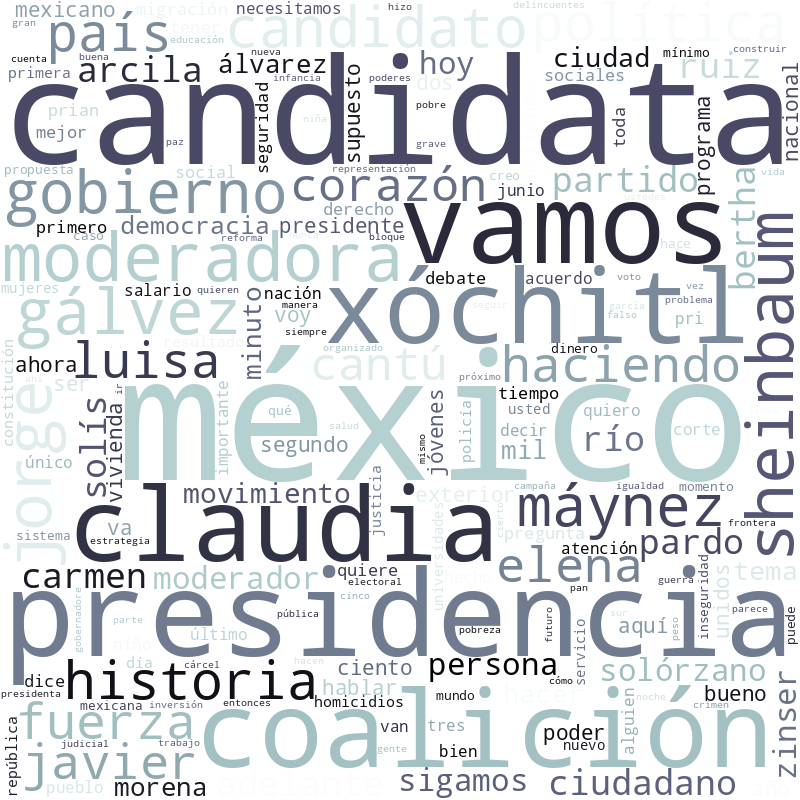 mexicano migración necesitamos hizo delincuentes
país candidato política
gran educación tener
cuenta buena nueva mínimo construir
primera arcila álvarez hoy ciudad ruiz
candidata
prian infancia poderes dos sociales
mejor paz niña pobre toda nacional
seguridad supuesto grave programa
propuesta social representación creo vida
gobierno corazón junio partido bertha
derecho
primero democracia presidente vamos
caso reforma bloque hace
moderadora sheinbaum
mujeres salario quieren nación debate acuerdo voto vez
manera garcía problema
gálvez minuto voy xóchitl falso pri
siempre seguir
constitución resultado organizado dinero
ahora luisa cantú haciendo
ser próximo
méxico
jorge solís vivienda ir importante qué salud tiempo
usted quiero
segundo jóvenes policía decir río corte
único mismo mil
movimiento justicia campaña igualdad momento
exterior
claudia máynez
sistema va universidades cierto pregunta frontera
estrategia atención pardo
carmen moderador quiere elena tema
electoral hecho guerra inseguridad unidos
presidencia
gobernadore cinco pan parece puede
parte pública futuro sur peso
niño último pobreza servicio aquí
día cárcel hacen
dice historia ciento persona solórzano
presidenta cómo
mexicana inversión entonces hablar homicidios mundo hacer noche bueno
fuerza coalición crimen zinser
van tres poder alguien
república judicial trabajo gente bien nuevo
javier
pueblo morena adelante sigamos ciudadano